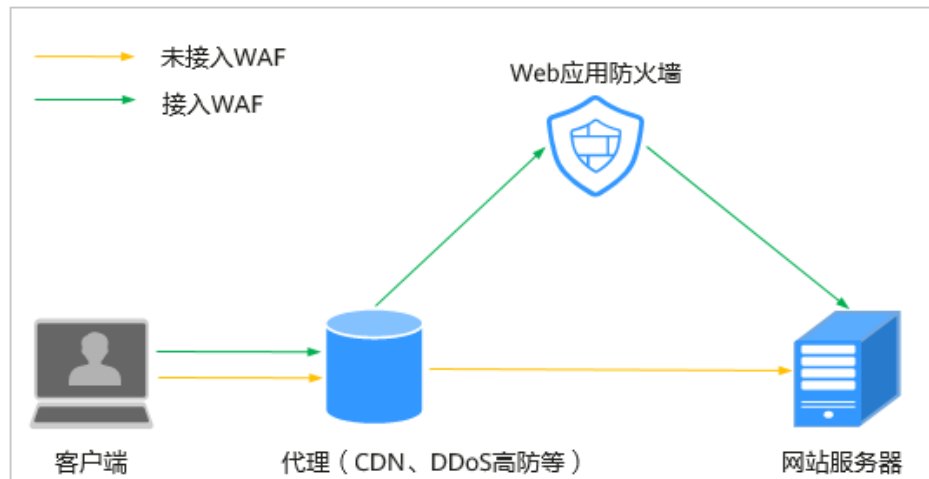 未接入WAF
接入WAF
Web应用防火墙
客户端
代理（CDN、DDoS高防等）
网站服务器